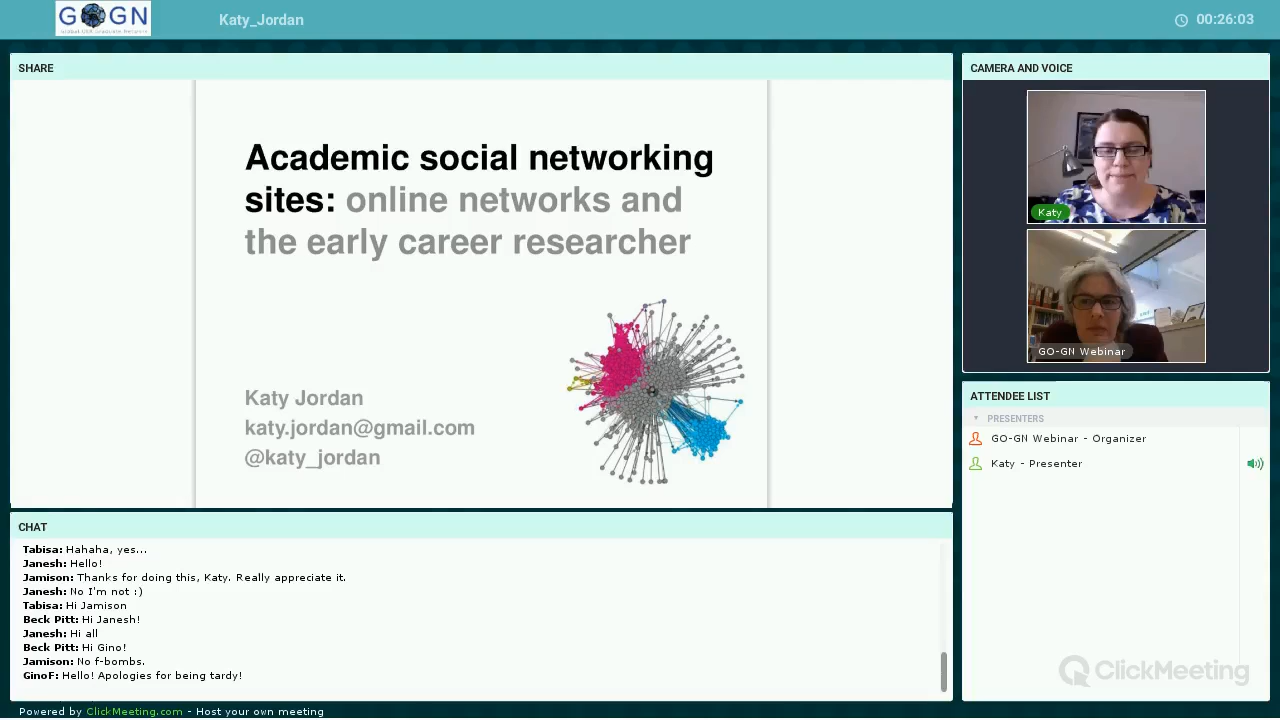 GO GN
Global OER Graduate Network
Katy_Jordan
00:26:03
SHARE
Academic social networking
sites: online networks and
the early career researcher
Katy Jordan
katy.jordan@gmail.com
@katy_jordan
CAMERA AND VOICE
Katy
GO-GN Webinar
ATTENDEE LIST
PRESENTERS
GO-GN Webinar - Organizer
Katy - Presenter
ClickMeeting
CHAT
Tabisa: Hahaha, yes...
Janesh: Hello!
Jamison: Thanks for doing this, Katy. Really appreciate it.
Janesh: No I'm not :)
Tabisa: Hi Jamison
Beck Pitt: Hi Janesh!
Janesh: Hi all
Beck Pitt: Hi Gino!
Jamison: No f-bombs.
GinoF: Hello! Apologies for being tardy!
Powered by ClickMeeting.com - Host your own meeting